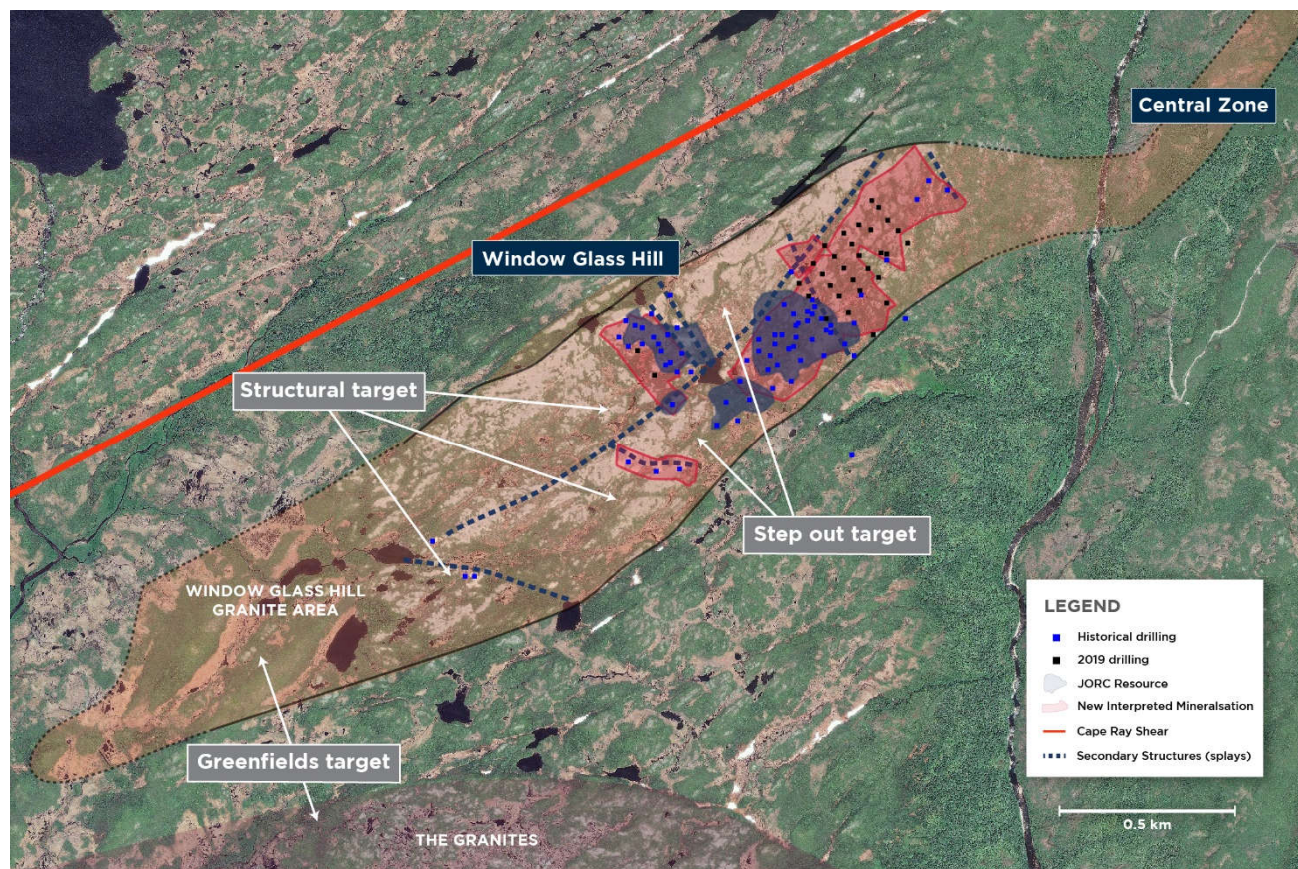 Central Zone
Window Glass Hill
Structural target
Step out target
WINDOW GLASS HILL
GRANITE AREA
Greenfields target
THE GRANITES
LEGEND
Historical drilling
2019 drilling
JORC Resource
New Interpreted Mineralsation
Cape Ray Shear
Secondary Structures (splays)
0.5 km